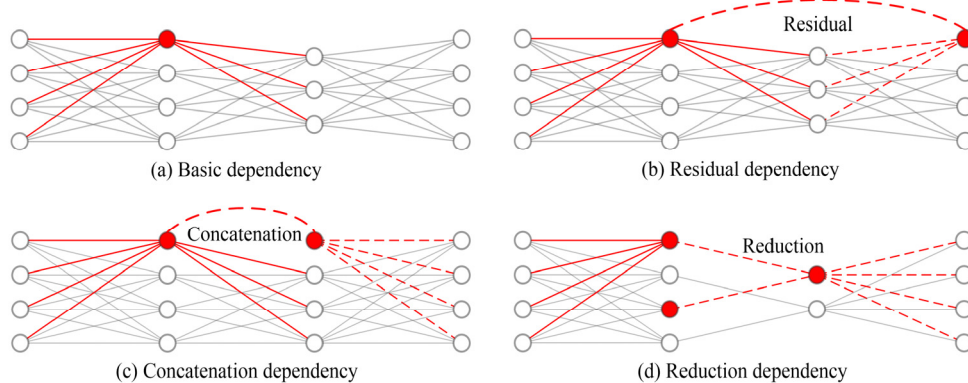 Residual
(a) Basic dependency
(b) Residual dependency
Concatenation
Reduction
(c) Concatenation dependency
(d) Reduction dependency